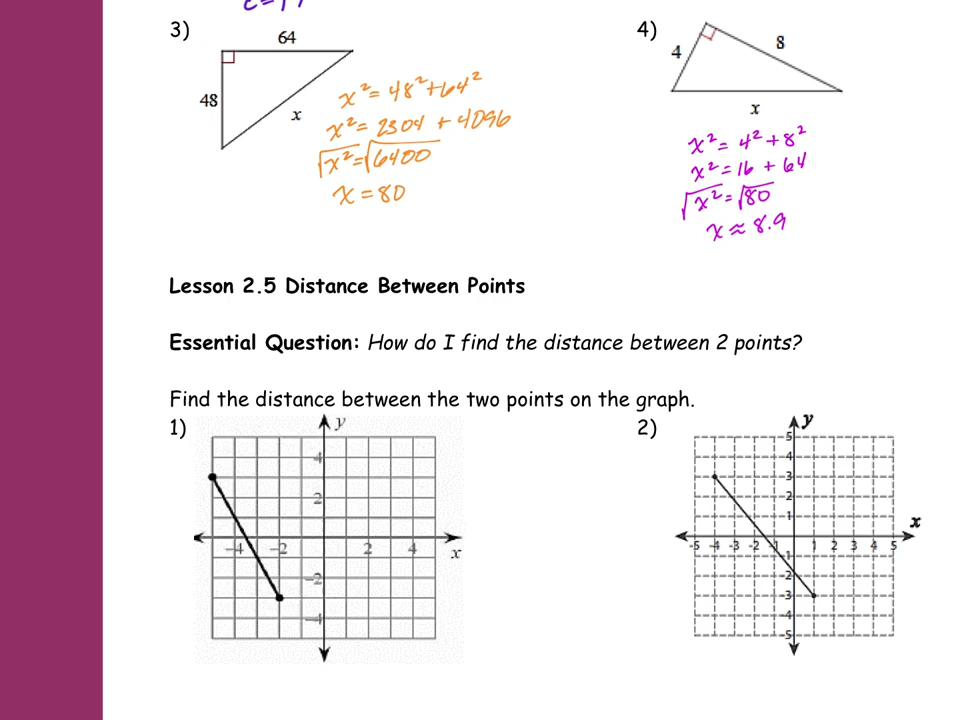 3)
64
48
x
x² = 48² + 64²
x² = 2304 + 4096
√x² = √6400
x = 80
4)
4
8
x
x² = 4² + 8²
x² = 16 + 64
√x² = √80
x ≈ 8.9
Lesson 2.5 Distance Between Points
Essential Question: How do I find the distance between 2 points?
Find the distance between the two points on the graph.
1)
y
4
2
-4 -2 2 4
x
-2
-4
2)
y
5
4
3
2
1
x
-5 -4 -3 -2 -1 1 2 3 4 5
-1
-2
-3
-4
-5